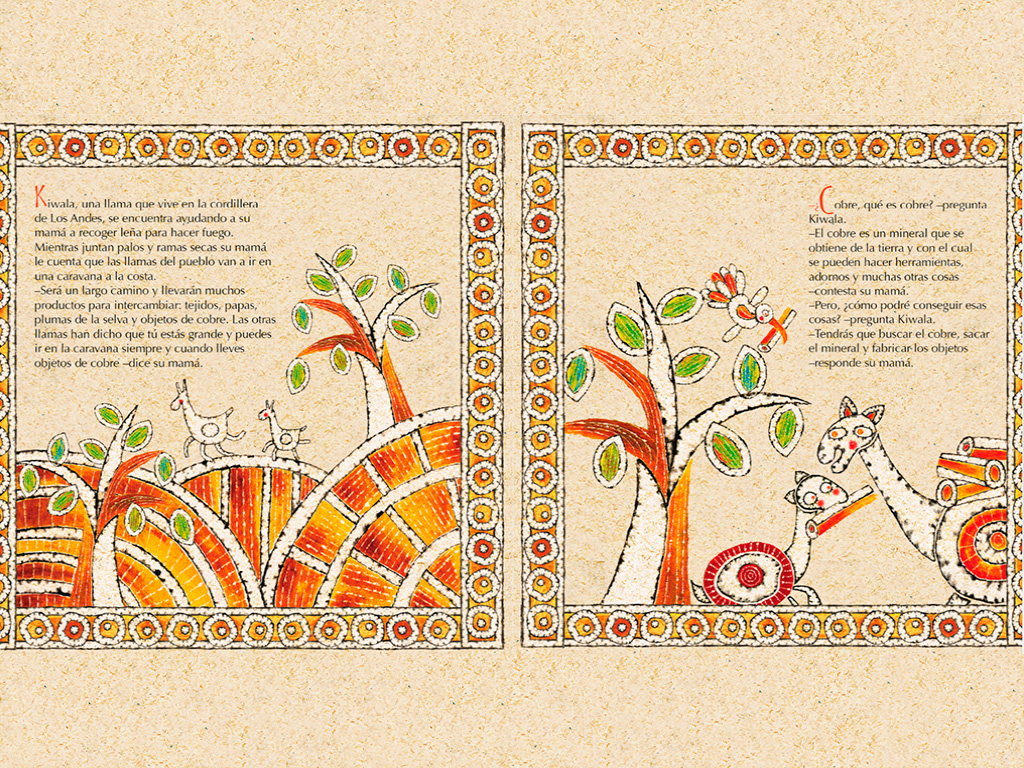 Kiwala, una llama que vive en la cordillera
de Los Andes, se encuentra ayudando a su
mamá a recoger leña para hacer fuego.
Mientras juntan palos y ramas secas su mamá
le cuenta que las llamas del pueblo van a ir en
una caravana a la costa.
–Será un largo camino y llevarán muchos
productos para intercambiar: tejidos, papas,
plumas de la selva y objetos de cobre. Las otras
llamas han dicho que tú estás grande y puedes
ir en la caravana siempre y cuando lleves
objetos de cobre –dice su mamá.
¿Cobre, qué es cobre? –pregunta
Kiwala.
–El cobre es un mineral que se
obtiene de la tierra y con el cual
se pueden hacer herramientas,
adornos y muchas otras cosas
–contesta su mamá.
–Pero, ¿cómo podré conseguir esas
cosas? –pregunta Kiwala.
–Tendrás que buscar el cobre, sacar
el mineral y fabricar los objetos
–responde su mamá.